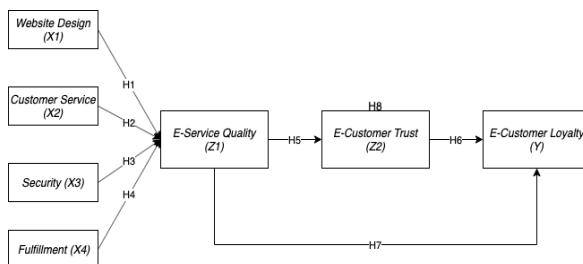 Website Design
(X1)
H1
Customer Service
(X2)
H2
H3
Security (X3)
H4
Fulfillment (X4)
E-Service Quality
(Z1)
H5
H8
E-Customer Trust
(Z2)
H6
E-Customer Loyalty
(Y)
H7